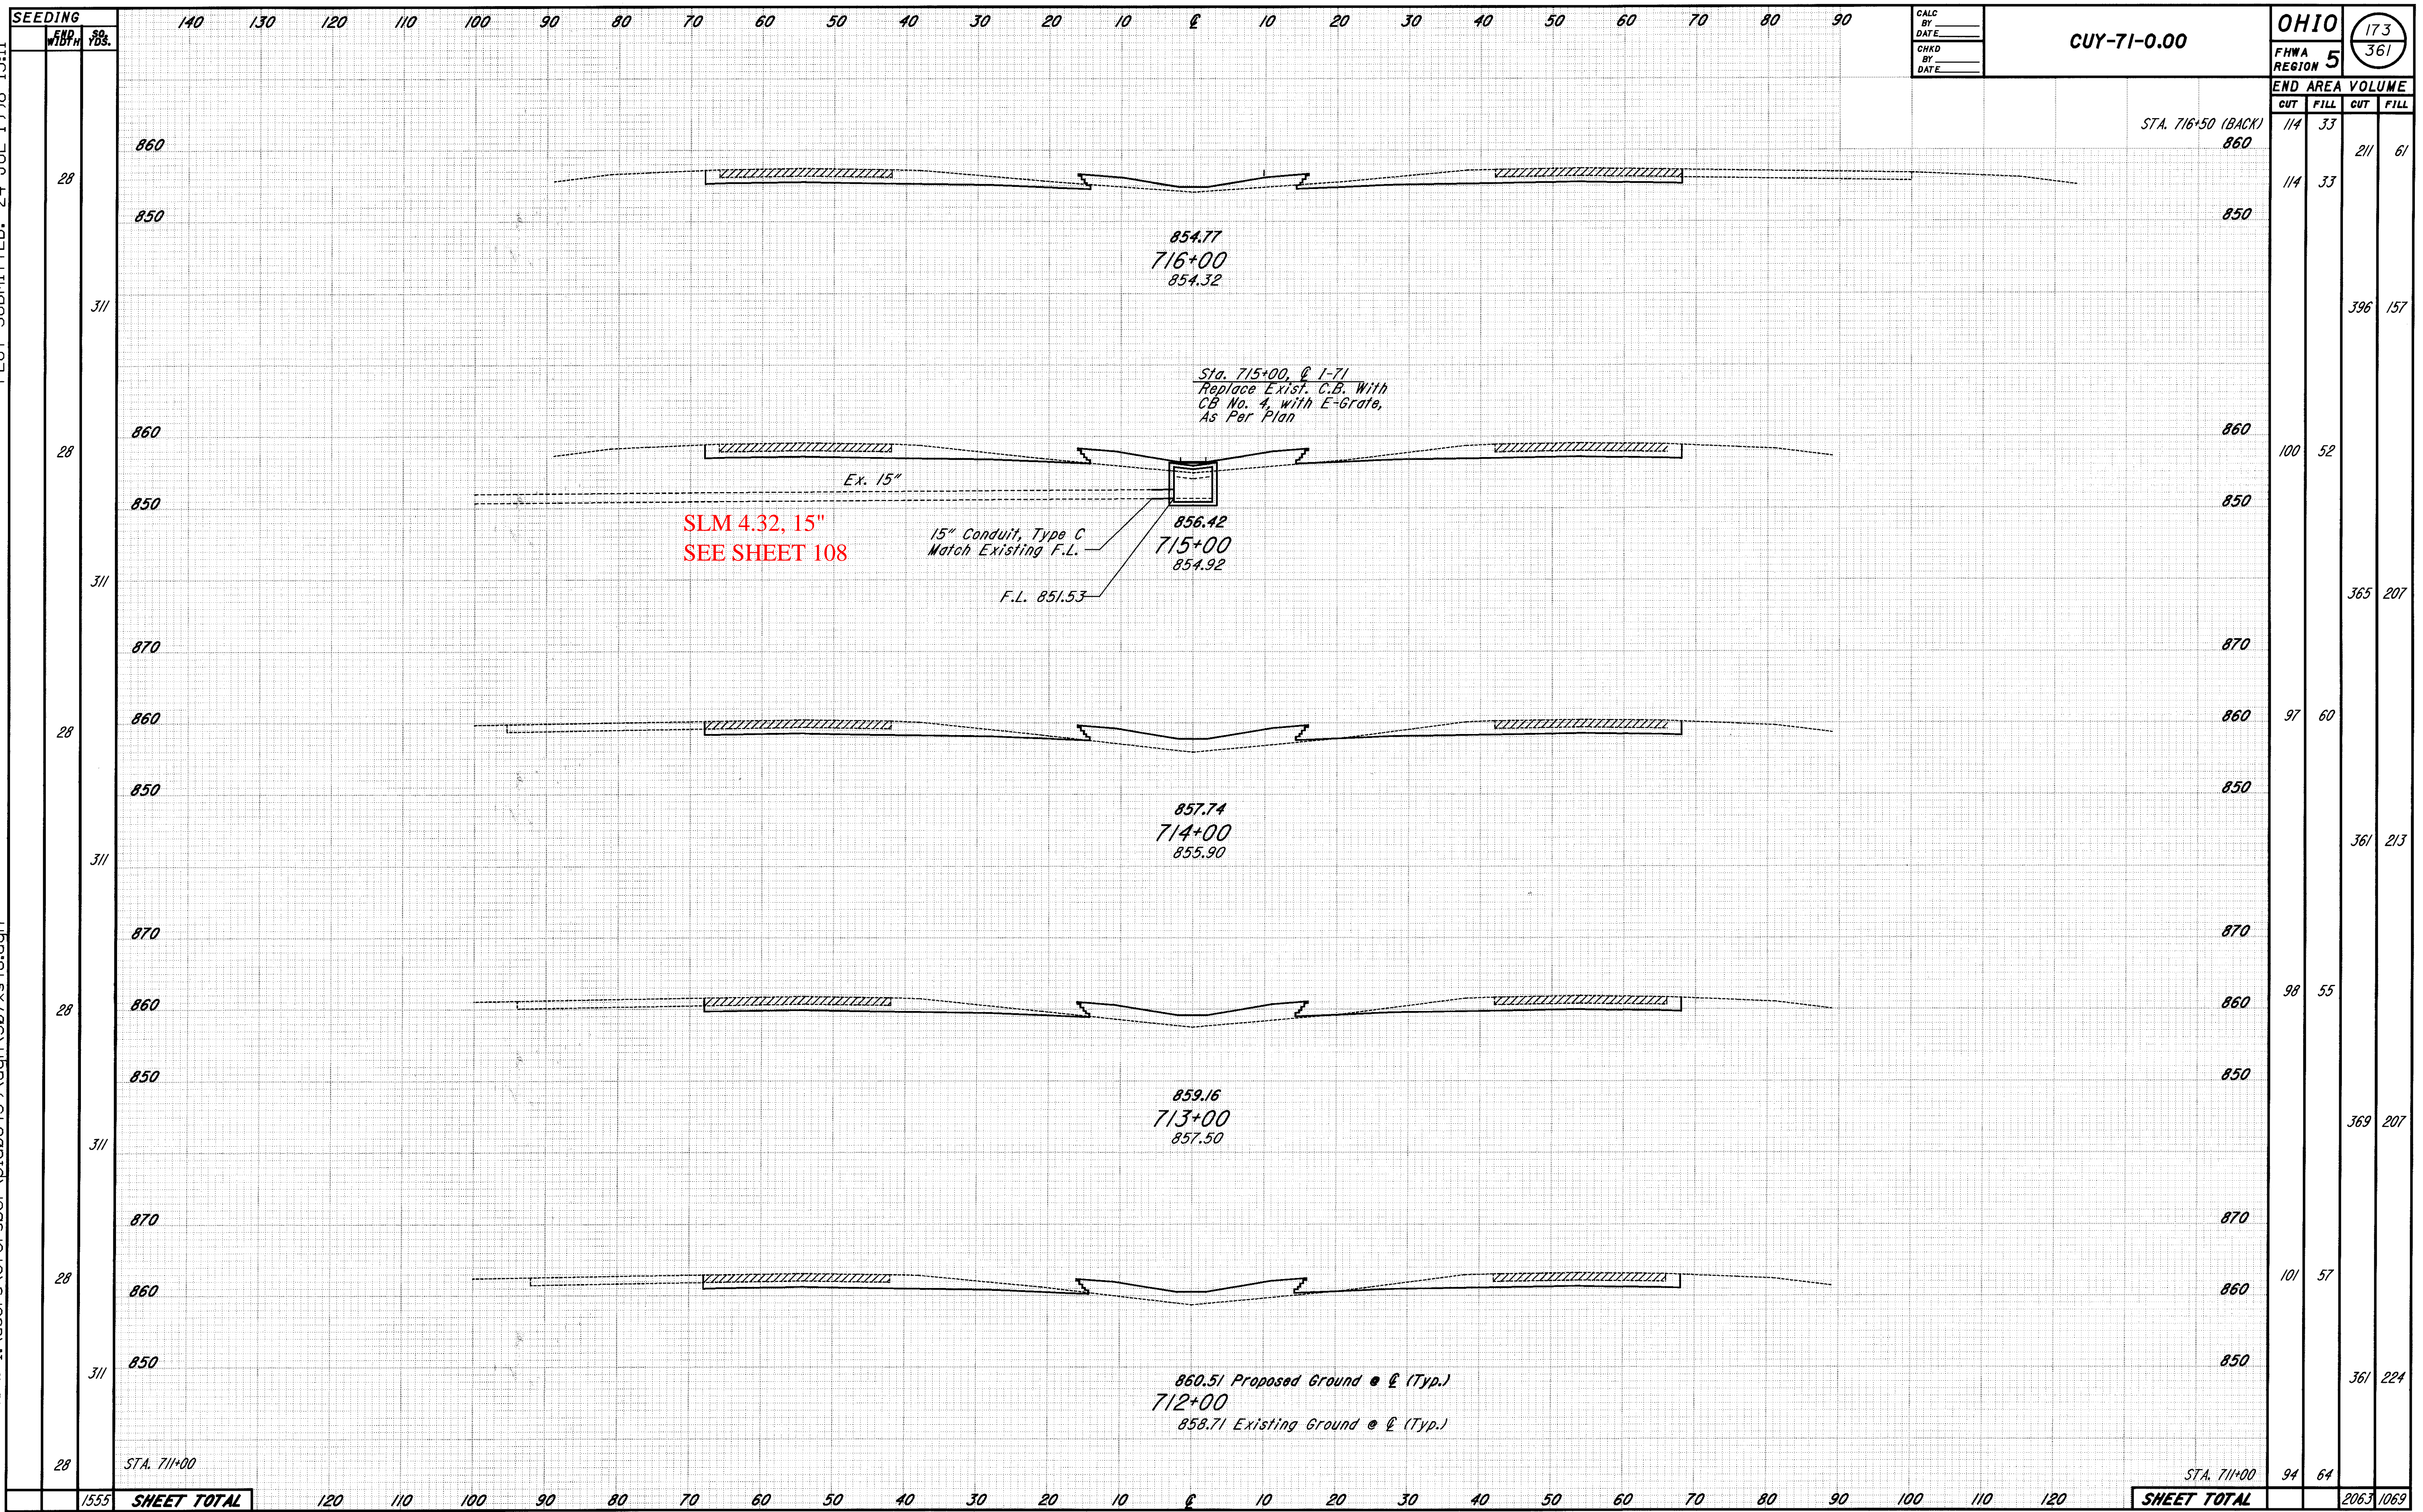 SEEDING
END WIDTH
SQ. YDS.
140 130 120 110 100 90 80 70 60 50 40 30 20 10 ℄ 10 20 30 40 50 60 70 80 90
CALC
BY
DATE
CHKD
BY
DATE
CUY-71-0.00
OHIO
FHWA
REGION 5
173
361
END AREA VOLUME
CUT FILL CUT FILL
STA. 716+50 (BACK) 114 33
860 860
211 61
28 114 33
850 850
854.77
716+00
854.32
311 396 157
Sta. 715+00, ℄ I-71
Replace Exist. C.B. With
CB No. 4, with E-Grate,
As Per Plan
860 860
28 100 52
Ex. 15"
850 850
SLM 4.32, 15"
SEE SHEET 108
15" Conduit, Type C
Match Existing F.L.
856.42
715+00
854.92
F.L. 851.53
311 365 207
870 870
860 860 97 60
28
850 850
857.74
714+00
855.90
311 361 213
870 870
860 860 98 55
28
850 850
859.16
713+00
857.50
311 369 207
870 870
28 101 57
860 860
850 850
311 361 224
860.51 Proposed Ground @ ℄ (Typ.)
712+00
858.71 Existing Ground @ ℄ (Typ.)
28 STA. 711+00 STA. 711+00 94 64
1555 SHEET TOTAL 120 110 100 90 80 70 60 50 40 30 20 10 ℄ 10 20 30 40 50 60 70 80 90 100 110 120 SHEET TOTAL 2063 1069